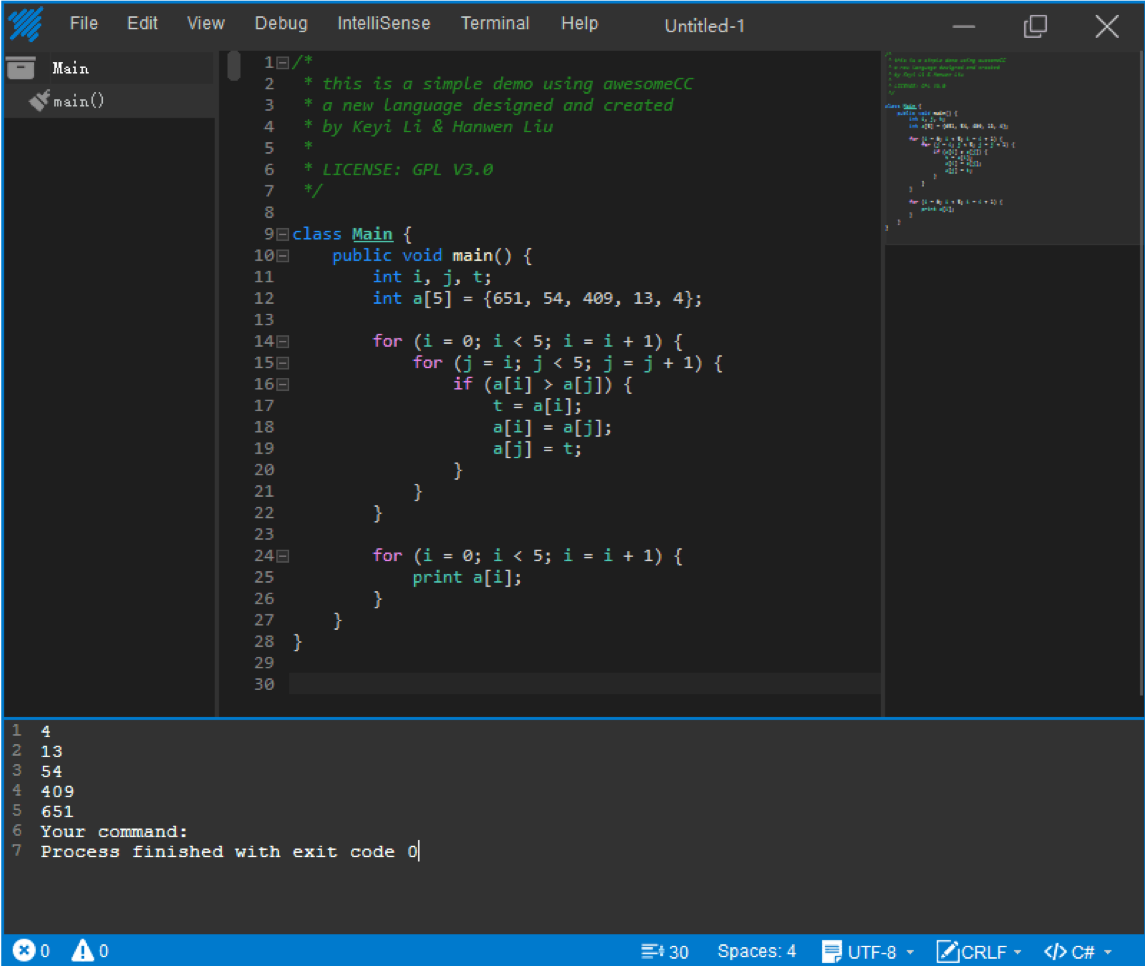 File Edit View Debug IntelliSense Terminal Help Untitled-1
Main
main()
1 /*
2  * this is a simple demo using awesomeCC
3  * a new language designed and created
4  * by Keyi Li & Hanwen Liu
5  *
6  * LICENSE: GPL V3.0
7  */
8
9 class Main {
10     public void main() {
11         int i, j, t;
12         int a[5] = {651, 54, 409, 13, 4};
13
14         for (i = 0; i < 5; i = i + 1) {
15             for (j = i; j < 5; j = j + 1) {
16                 if (a[i] > a[j]) {
17                     t = a[i];
18                     a[i] = a[j];
19                     a[j] = t;
20                 }
21             }
22         }
23
24         for (i = 0; i < 5; i = i + 1) {
25             print a[i];
26         }
27     }
28 }
29
30
1 4
2 13
3 54
4 409
5 651
6 Your command:
7 Process finished with exit code 0
0 0 30 Spaces: 4 UTF-8 CRLF C#